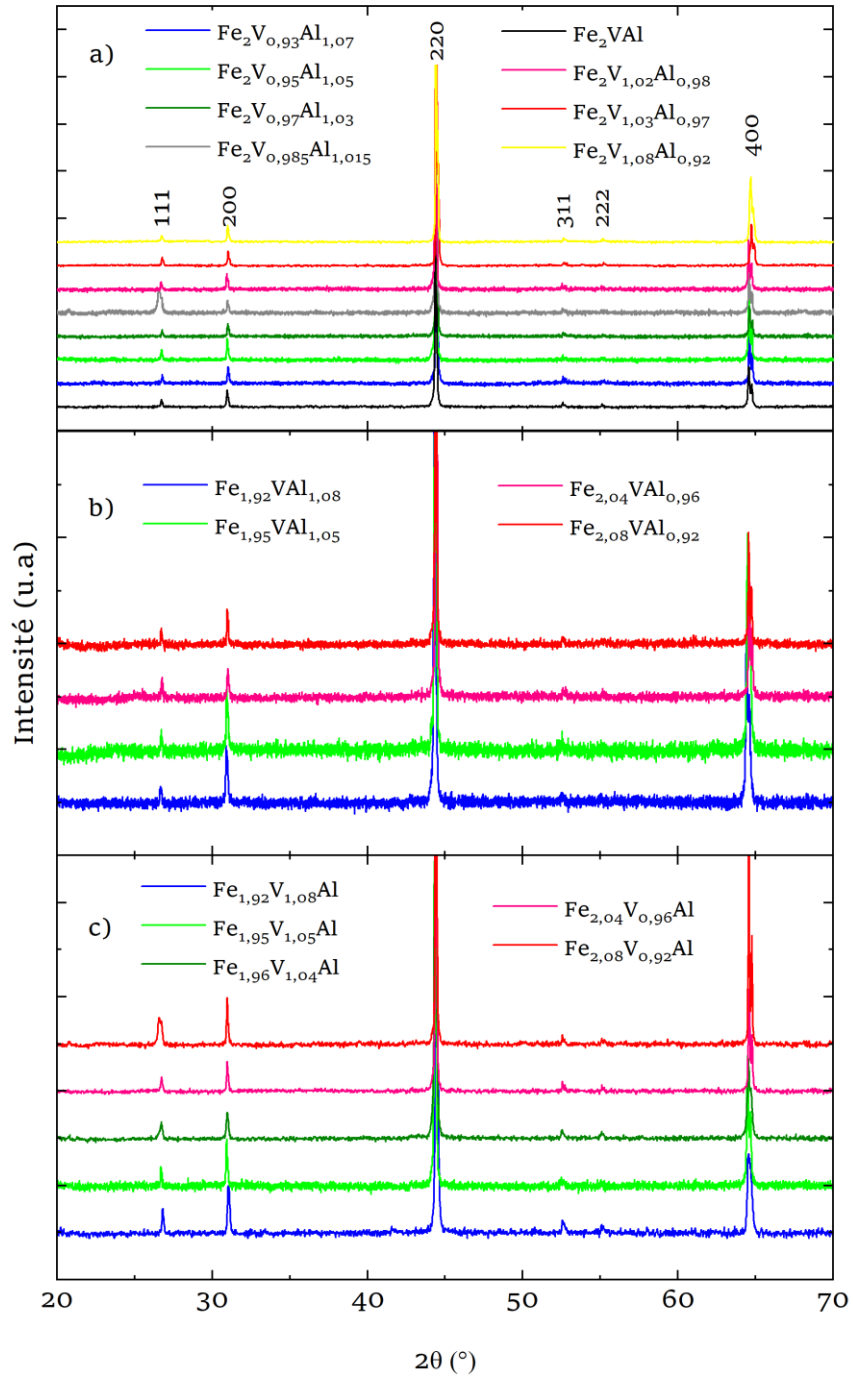 a)
Fe₂V₀,₉₃Al₁,₀₇
Fe₂V₀,₉₅Al₁,₀₅
Fe₂V₀,₉₇Al₁,₀₃
Fe₂V₀,₉₈₅Al₁,₀₁₅
Fe₂VAl
Fe₂V₁,₀₂Al₀,₉₈
Fe₂V₁,₀₃Al₀,₉₇
Fe₂V₁,₀₈Al₀,₉₂
111
200
220
311
222
400
b)
Fe₁,₉₂VAl₁,₀₈
Fe₁,₉₅VAl₁,₀₅
Fe₂,₀₄VAl₀,₉₆
Fe₂,₀₈VAl₀,₉₂
c)
Fe₁,₉₂V₁,₀₈Al
Fe₁,₉₅V₁,₀₅Al
Fe₁,₉₆V₁,₀₄Al
Fe₂,₀₄V₀,₉₆Al
Fe₂,₀₈V₀,₉₂Al
Intensité (u.a)
20 30 40 50 60 70
2θ (°)